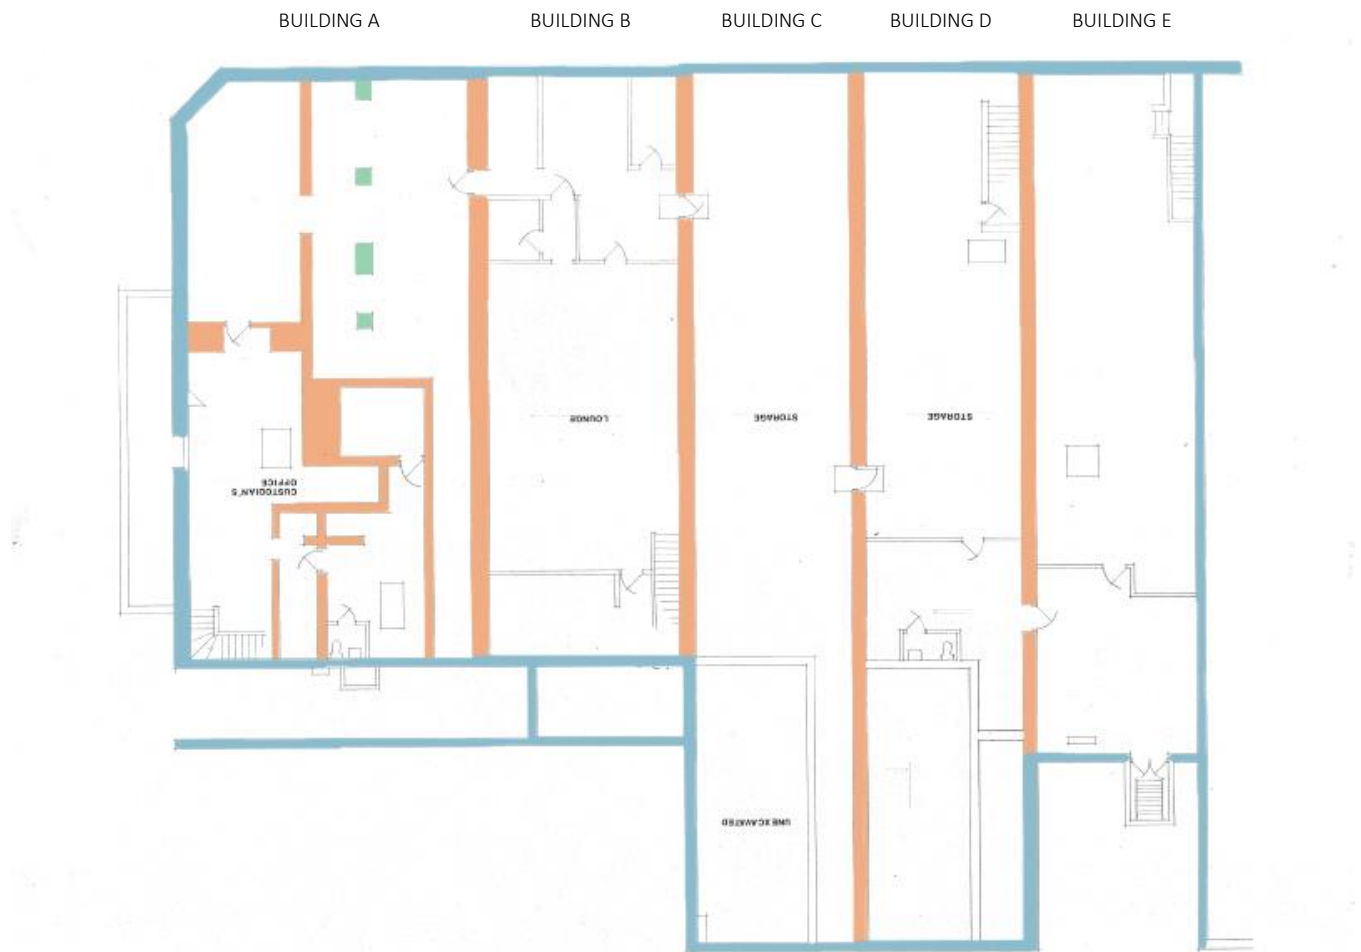 BUILDING A
BUILDING B
BUILDING C
BUILDING D
BUILDING E
LOUNGE
STORAGE
STORAGE
CUSTODIAN'S
OFFICE
UNEXCAVATED